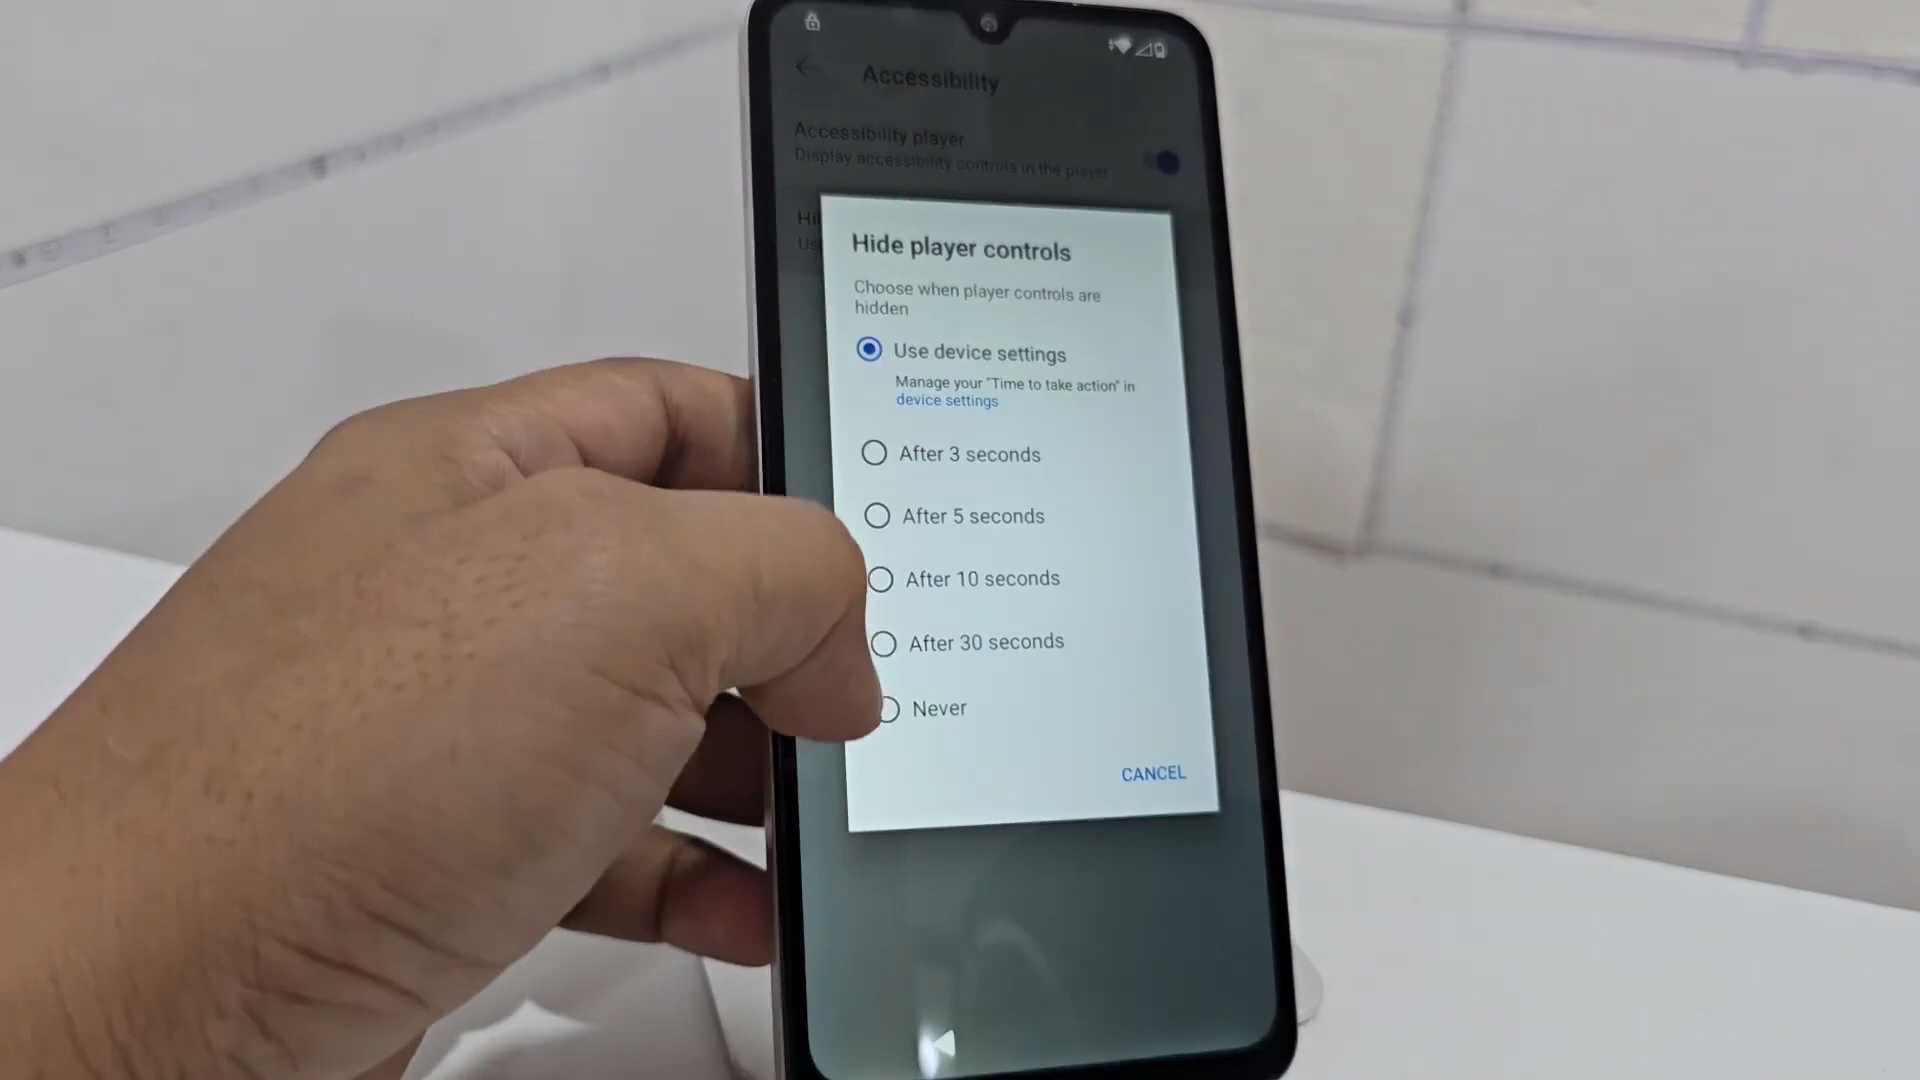 Accessibility
Accessibility player
Display accessibility controls in the player
Hide player controls
Choose when player controls are
hidden
Use device settings
Manage your "Time to take action" in
device settings
After 3 seconds
After 5 seconds
After 10 seconds
After 30 seconds
Never
CANCEL